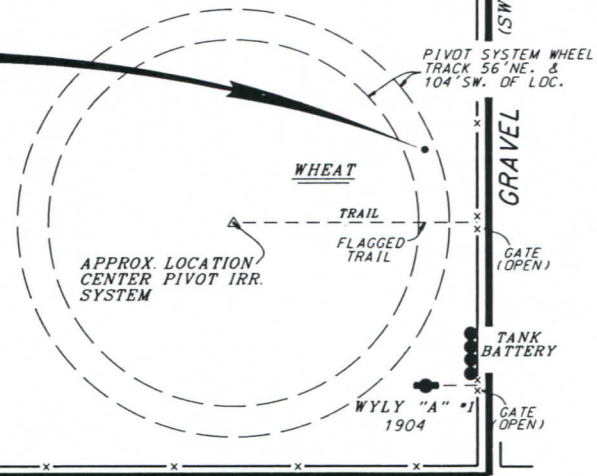 (SW
PIVOT SYSTEM WHEEL
TRACK 56'NE. &
104'SW. OF LOC.
GRAVEL
WHEAT
TRAIL
FLAGGED
TRAIL
GATE
(OPEN)
APPROX. LOCATION
CENTER PIVOT IRR.
SYSTEM
TANK
BATTERY
WYLY "A" #1
1904
GATE
(OPEN)